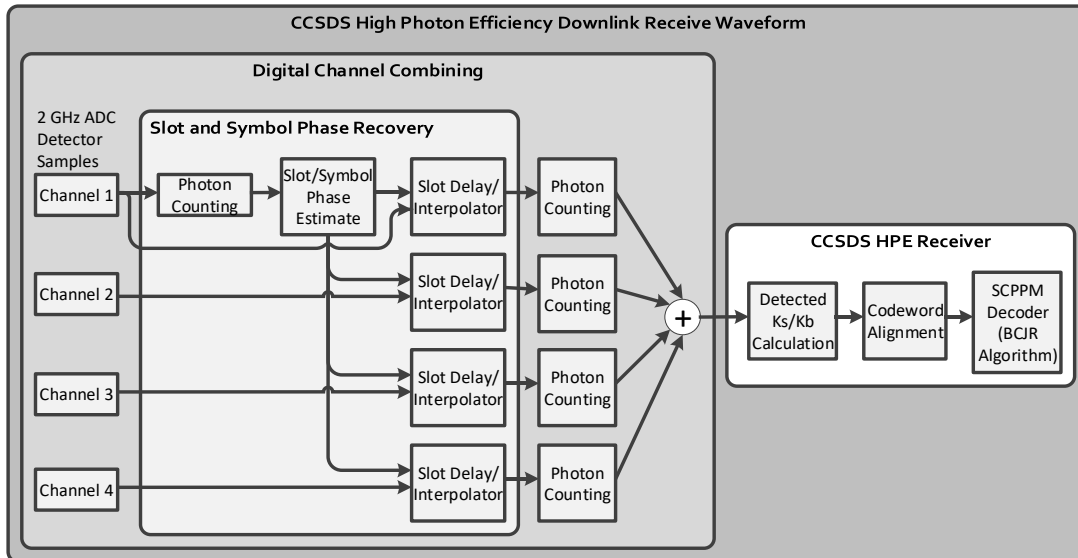 CCSDS High Photon Efficiency Downlink Receive Waveform
Digital Channel Combining
2 GHz ADC
Detector
Samples
Slot and Symbol Phase Recovery
Channel 1
Photon
Counting
Slot/Symbol
Phase
Estimate
Slot Delay/
Interpolator
Photon
Counting
Channel 2
Slot Delay/
Interpolator
Photon
Counting
Channel 3
Slot Delay/
Interpolator
Photon
Counting
Channel 4
Slot Delay/
Interpolator
Photon
Counting
+
CCSDS HPE Receiver
Detected
Ks/Kb
Calculation
Codeword
Alignment
SCPPM
Decoder
(BCJR
Algorithm)